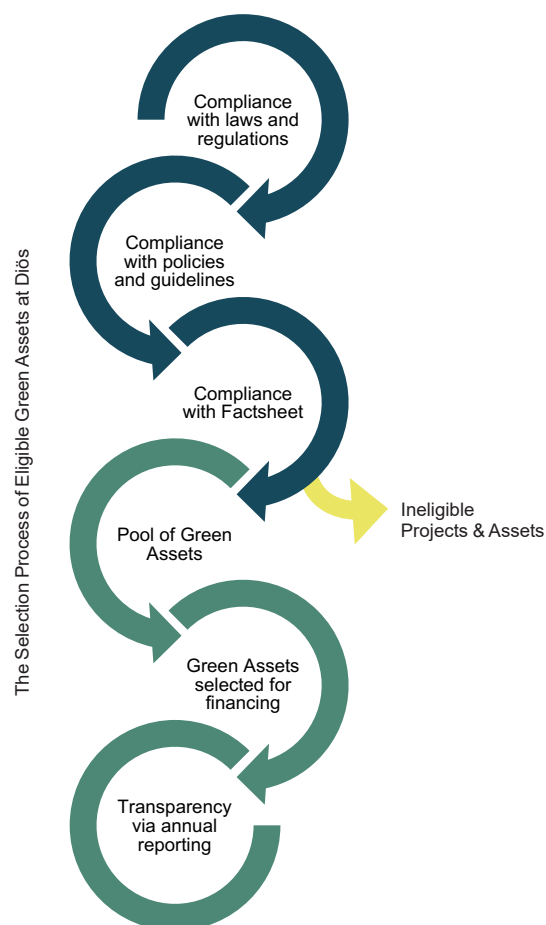 The Selection Process of Eligible Green Assets at Diös
Compliance
with laws and
regulations
Compliance
with policies
and guidelines
Compliance
with Factsheet
Ineligible
Projects & Assets
Pool of Green
Assets
Green Assets
selected for
financing
Transparency
via annual
reporting